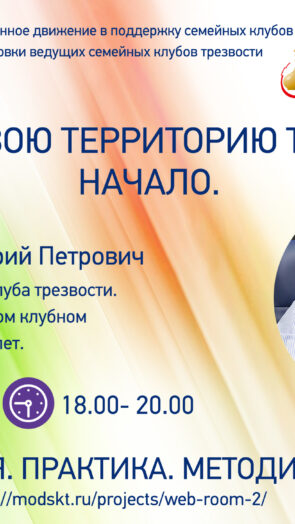 нное движение в поддержку семейных клубов
овки ведущих семейных клубов трезвости
ВОЮ ТЕРРИТОРИЮ Т
НАЧАЛО.
рий Петрович
луба трезвости.
ом клубном
лет.
18.00- 20.00
Я. ПРАКТИКА. МЕТОДИ
//modskt.ru/projects/web-room-2/